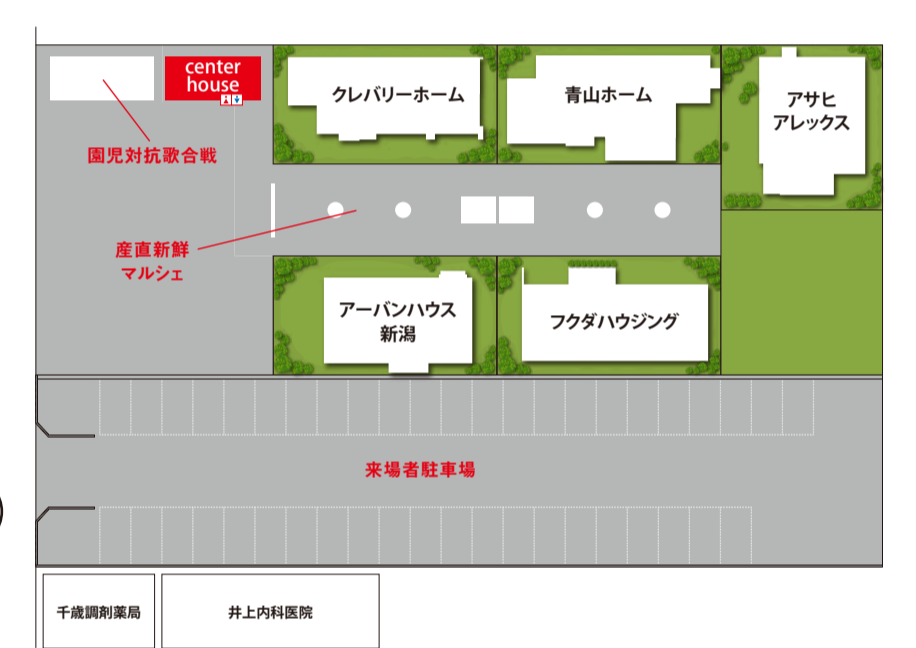 center
house
クレバリーホーム
青山ホーム
アサヒ
アレックス
園児対抗歌合戦
産直新鮮
マルシェ
アーバンハウス
新潟
フクダハウジング
来場者駐車場
千歳調剤薬局
井上内科医院